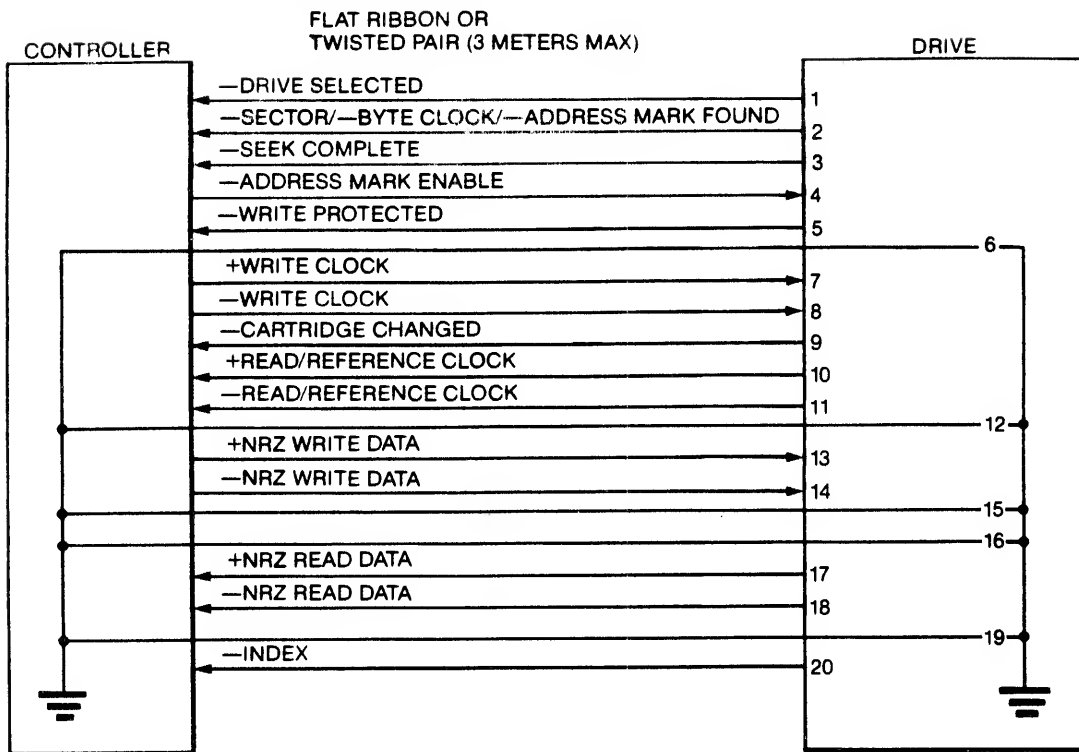 FLAT RIBBON OR
TWISTED PAIR (3 METERS MAX)
CONTROLLER
DRIVE
—DRIVE SELECTED
1
—SECTOR/—BYTE CLOCK/—ADDRESS MARK FOUND
2
—SEEK COMPLETE
3
—ADDRESS MARK ENABLE
4
—WRITE PROTECTED
5
6
+WRITE CLOCK
7
—WRITE CLOCK
8
—CARTRIDGE CHANGED
9
+READ/REFERENCE CLOCK
10
—READ/REFERENCE CLOCK
11
12
+NRZ WRITE DATA
13
—NRZ WRITE DATA
14
15
16
+NRZ READ DATA
17
—NRZ READ DATA
18
19
—INDEX
20